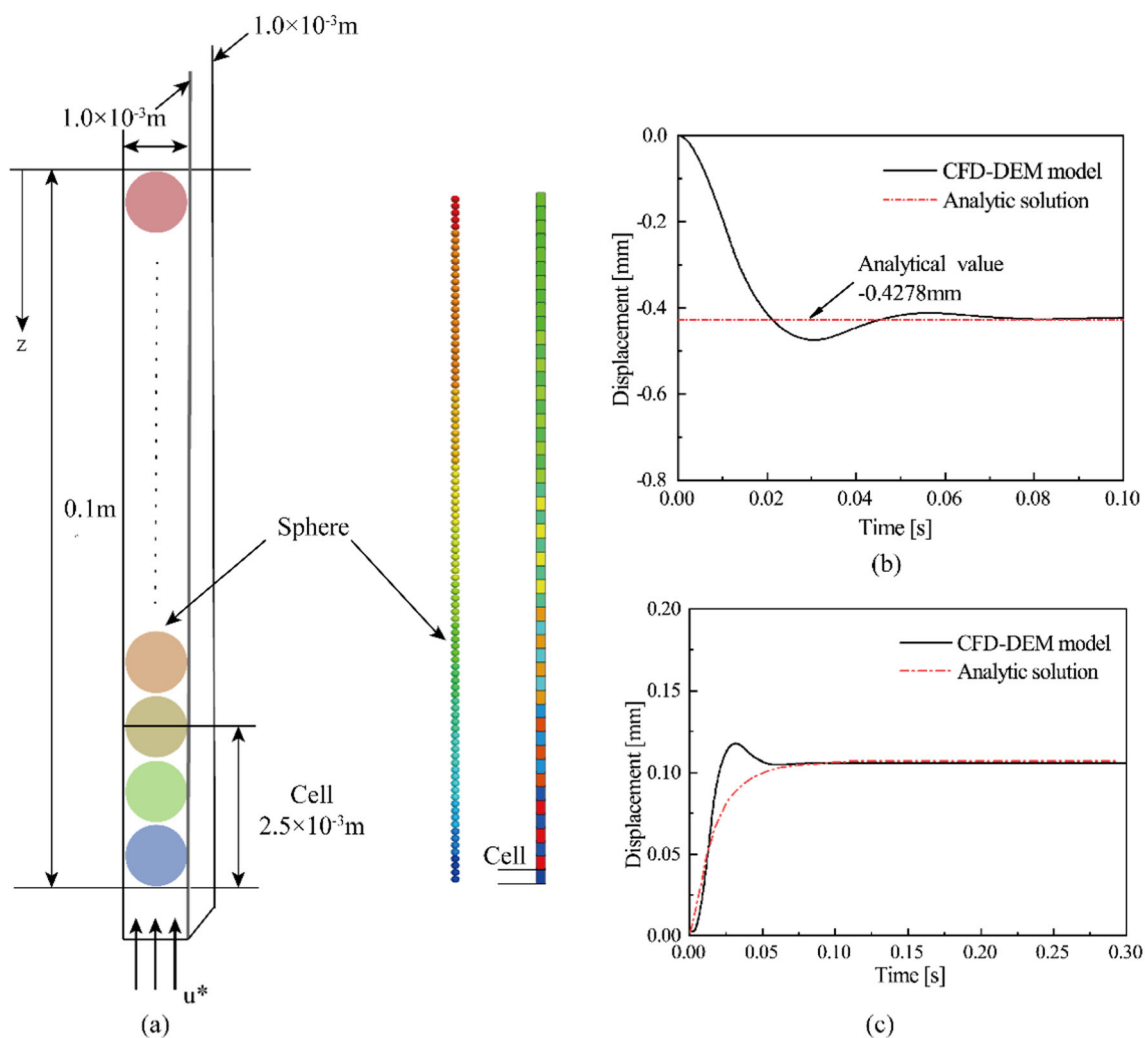 1.0×10⁻³m
1.0×10⁻³m
z
0.1m
Sphere
Cell
2.5×10⁻³m
Cell
u*
(a)
0.0
-0.2
-0.4
-0.6
-0.8
Displacement [mm]
CFD-DEM model
Analytic solution
Analytical value
-0.4278mm
0.00 0.02 0.04 0.06 0.08 0.10
Time [s]
(b)
0.20
0.15
0.10
0.05
0.00
Displacement [mm]
CFD-DEM model
Analytic solution
0.00 0.05 0.10 0.15 0.20 0.25 0.30
Time [s]
(c)